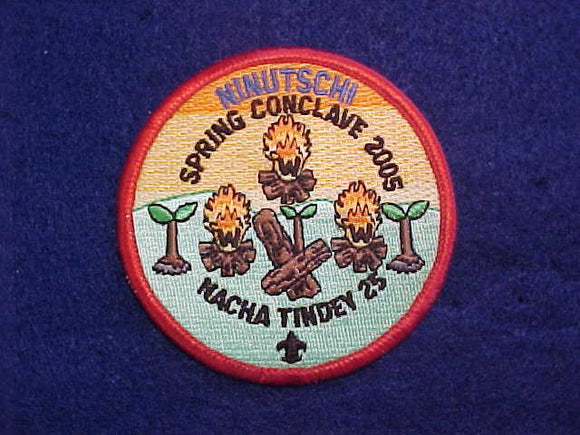 NINUTSCHI
SPRING CONCLAVE 2005
NACHA TINDEY 25